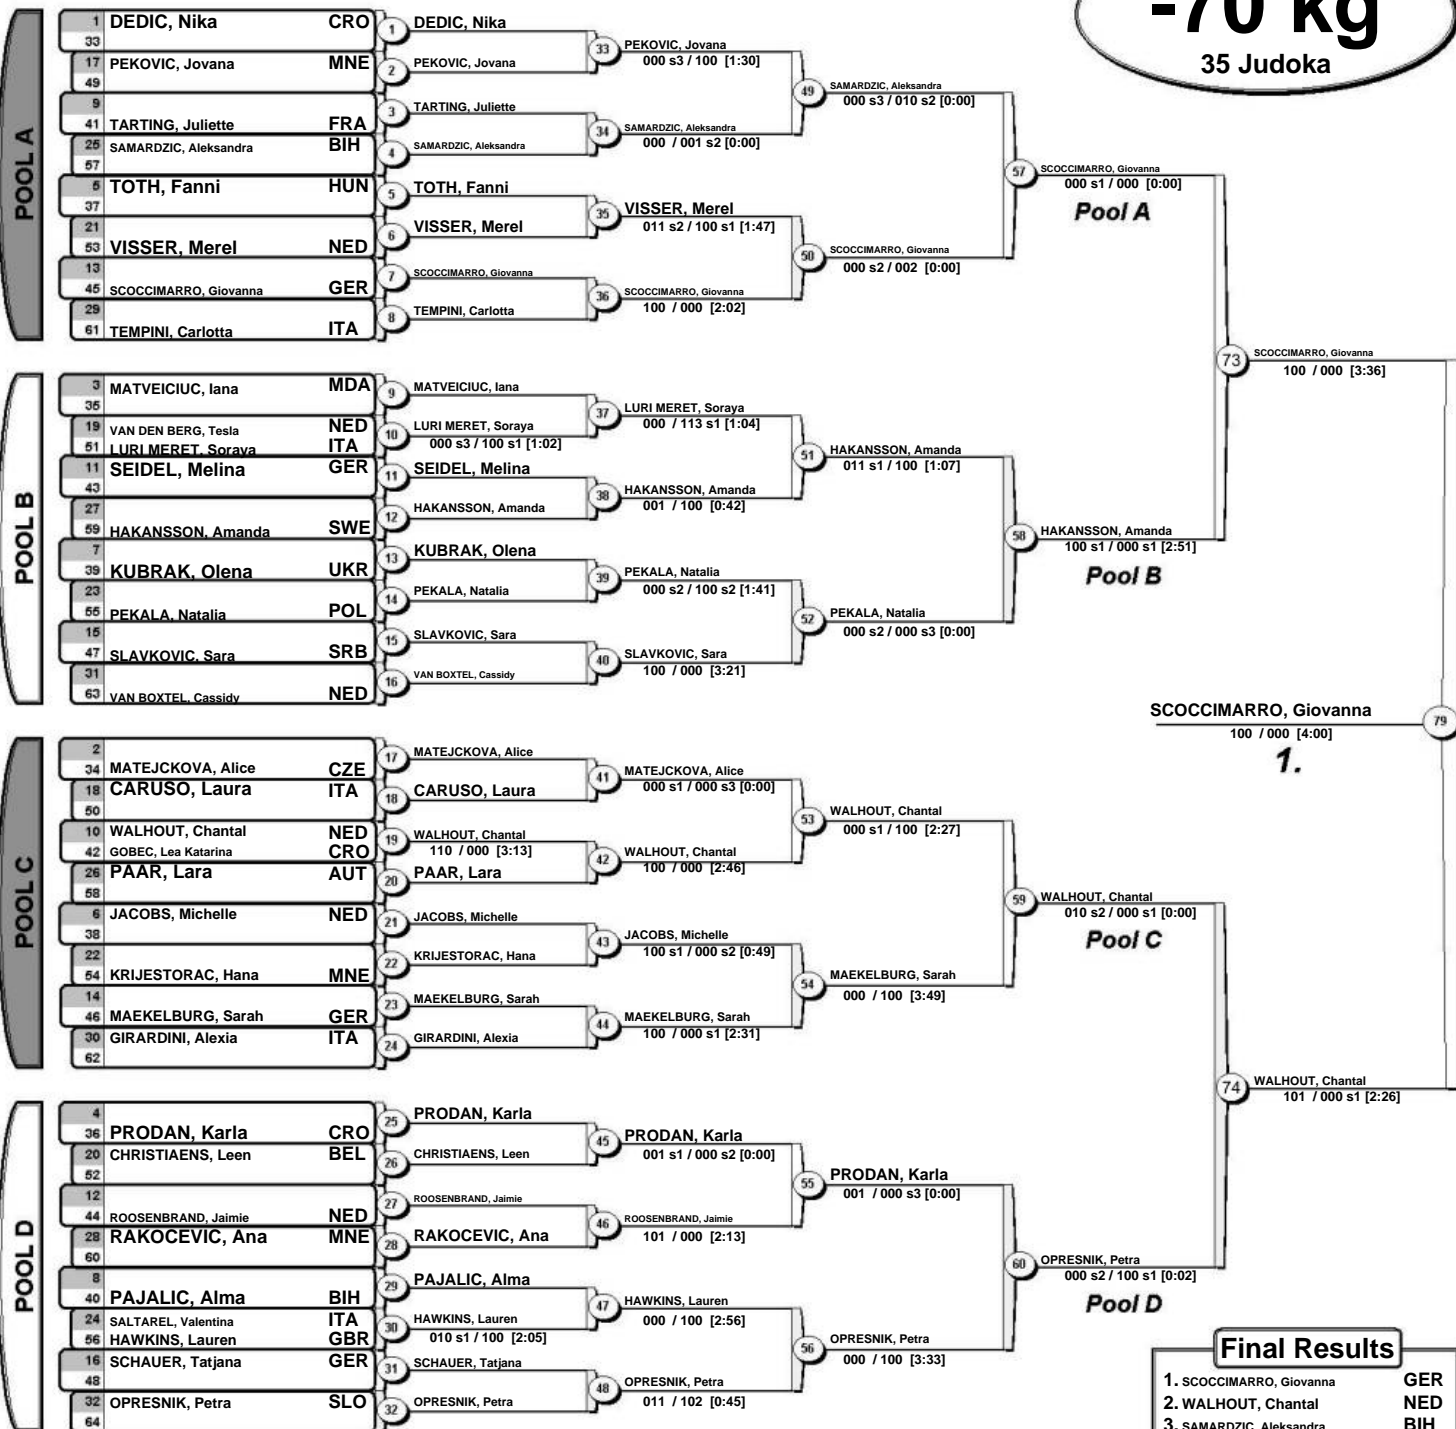 -70 kg
35 Judoka
POOL A
1 DEDIC, Nika CRO
33
17 PEKOVIC, Jovana MNE
49
9
41 TARTING, Juliette FRA
25 SAMARDZIC, Aleksandra BIH
57
5 TOTH, Fanni HUN
37
21
53 VISSER, Merel NED
13
45 SCOCCIMARRO, Giovanna GER
29
61 TEMPINI, Carlotta ITA
1 DEDIC, Nika
2 PEKOVIC, Jovana
3 TARTING, Juliette
4 SAMARDZIC, Aleksandra
5 TOTH, Fanni
6 VISSER, Merel
7 SCOCCIMARRO, Giovanna
8 TEMPINI, Carlotta
33 PEKOVIC, Jovana
000 s3 / 100 [1:30]
34 SAMARDZIC, Aleksandra
000 / 001 s2 [0:00]
35 VISSER, Merel
011 s2 / 100 s1 [1:47]
36 SCOCCIMARRO, Giovanna
100 / 000 [2:02]
49 SAMARDZIC, Aleksandra
000 s3 / 010 s2 [0:00]
50 SCOCCIMARRO, Giovanna
000 s2 / 002 [0:00]
57 SCOCCIMARRO, Giovanna
000 s1 / 000 [0:00]
Pool A
POOL B
3 MATVEICIUC, Iana MDA
35
19 VAN DEN BERG, Tesla NED
51 LURI MERET, Soraya ITA
11 SEIDEL, Melina GER
43
27
59 HAKANSSON, Amanda SWE
7
39 KUBRAK, Olena UKR
23
55 PEKALA, Natalia POL
15
47 SLAVKOVIC, Sara SRB
31
63 VAN BOXTEL, Cassidy NED
9 MATVEICIUC, Iana
10 LURI MERET, Soraya
000 s3 / 100 s1 [1:02]
11 SEIDEL, Melina
12 HAKANSSON, Amanda
13 KUBRAK, Olena
14 PEKALA, Natalia
15 SLAVKOVIC, Sara
16 VAN BOXTEL, Cassidy
37 LURI MERET, Soraya
000 / 113 s1 [1:04]
38 HAKANSSON, Amanda
001 / 100 [0:42]
39 PEKALA, Natalia
000 s2 / 100 s2 [1:41]
40 SLAVKOVIC, Sara
100 / 000 [3:21]
51 HAKANSSON, Amanda
011 s1 / 100 [1:07]
52 PEKALA, Natalia
000 s2 / 000 s3 [0:00]
58 HAKANSSON, Amanda
100 s1 / 000 s1 [2:51]
Pool B
73 SCOCCIMARRO, Giovanna
100 / 000 [3:36]
SCOCCIMARRO, Giovanna 79
100 / 000 [4:00]
1.
POOL C
2
34 MATEJCKOVA, Alice CZE
18 CARUSO, Laura ITA
50
10 WALHOUT, Chantal NED
42 GOBEC, Lea Katarina CRO
26 PAAR, Lara AUT
58
6 JACOBS, Michelle NED
38
22
54 KRIJESTORAC, Hana MNE
14
46 MAEKELBURG, Sarah GER
30 GIRARDINI, Alexia ITA
62
17 MATEJCKOVA, Alice
18 CARUSO, Laura
19 WALHOUT, Chantal
110 / 000 [3:13]
20 PAAR, Lara
21 JACOBS, Michelle
22 KRIJESTORAC, Hana
23 MAEKELBURG, Sarah
24 GIRARDINI, Alexia
41 MATEJCKOVA, Alice
000 s1 / 000 s3 [0:00]
42 WALHOUT, Chantal
100 / 000 [2:46]
43 JACOBS, Michelle
100 s1 / 000 s2 [0:49]
44 MAEKELBURG, Sarah
100 / 000 s1 [2:31]
53 WALHOUT, Chantal
000 s1 / 100 [2:27]
54 MAEKELBURG, Sarah
000 / 100 [3:49]
59 WALHOUT, Chantal
010 s2 / 000 s1 [0:00]
Pool C
POOL D
4
36 PRODAN, Karla CRO
20 CHRISTIAENS, Leen BEL
52
12
44 ROOSENBRAND, Jaimie NED
28 RAKOCEVIC, Ana MNE
60
8
40 PAJALIC, Alma BIH
24 SALTAREL, Valentina ITA
56 HAWKINS, Lauren GBR
16 SCHAUER, Tatjana GER
48
32 OPRESNIK, Petra SLO
64
25 PRODAN, Karla
26 CHRISTIAENS, Leen
27 ROOSENBRAND, Jaimie
28 RAKOCEVIC, Ana
29 PAJALIC, Alma
30 HAWKINS, Lauren
010 s1 / 100 [2:05]
31 SCHAUER, Tatjana
32 OPRESNIK, Petra
45 PRODAN, Karla
001 s1 / 000 s2 [0:00]
46 ROOSENBRAND, Jaimie
101 / 000 [2:13]
47 HAWKINS, Lauren
000 / 100 [2:56]
48 OPRESNIK, Petra
011 / 102 [0:45]
55 PRODAN, Karla
001 / 000 s3 [0:00]
56 OPRESNIK, Petra
000 / 100 [3:33]
60 OPRESNIK, Petra
000 s2 / 100 s1 [0:02]
Pool D
74 WALHOUT, Chantal
101 / 000 s1 [2:26]
Final Results
1. SCOCCIMARRO, Giovanna GER
2. WALHOUT, Chantal NED
3. SAMARDZIC, Aleksandra BIH